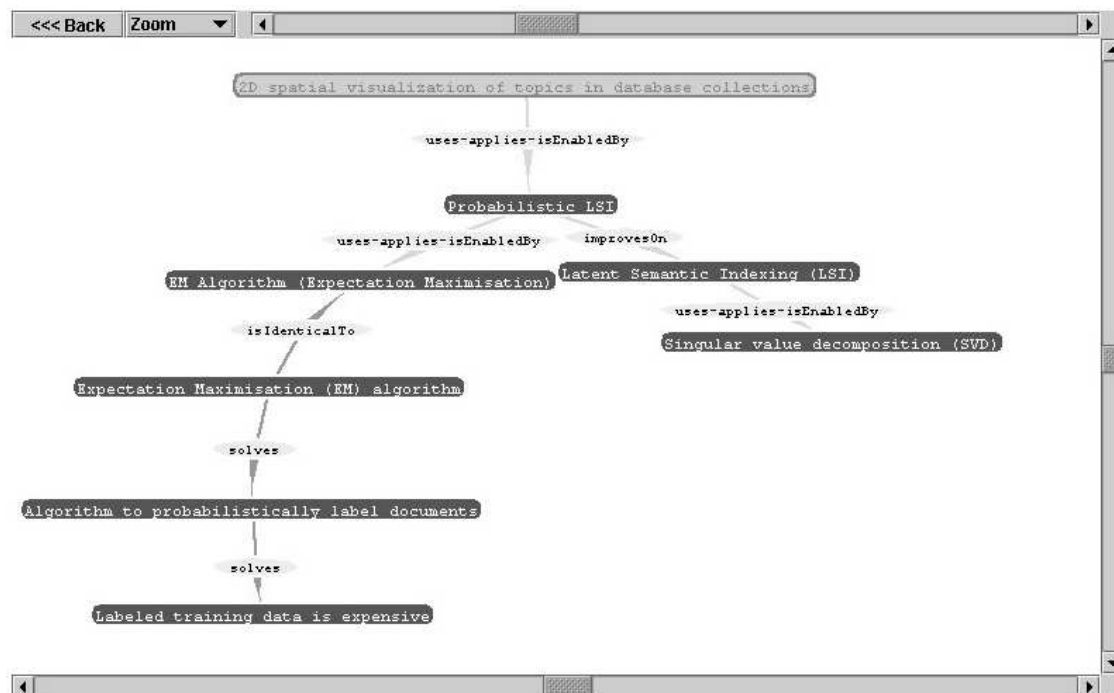 <<< Back Zoom
2D spatial visualization of topics in database collections
uses-applies-isEnabledBy
Probabilistic LSI
uses-applies-isEnabledBy improvesOn
EM Algorithm (Expectation Maximisation) Latent Semantic Indexing (LSI)
uses-applies-isEnabledBy
isIdenticalTo
Singular value decomposition (SVD)
Expectation Maximisation (EM) algorithm
solves
Algorithm to probabilistically label documents
solves
Labeled training data is expensive